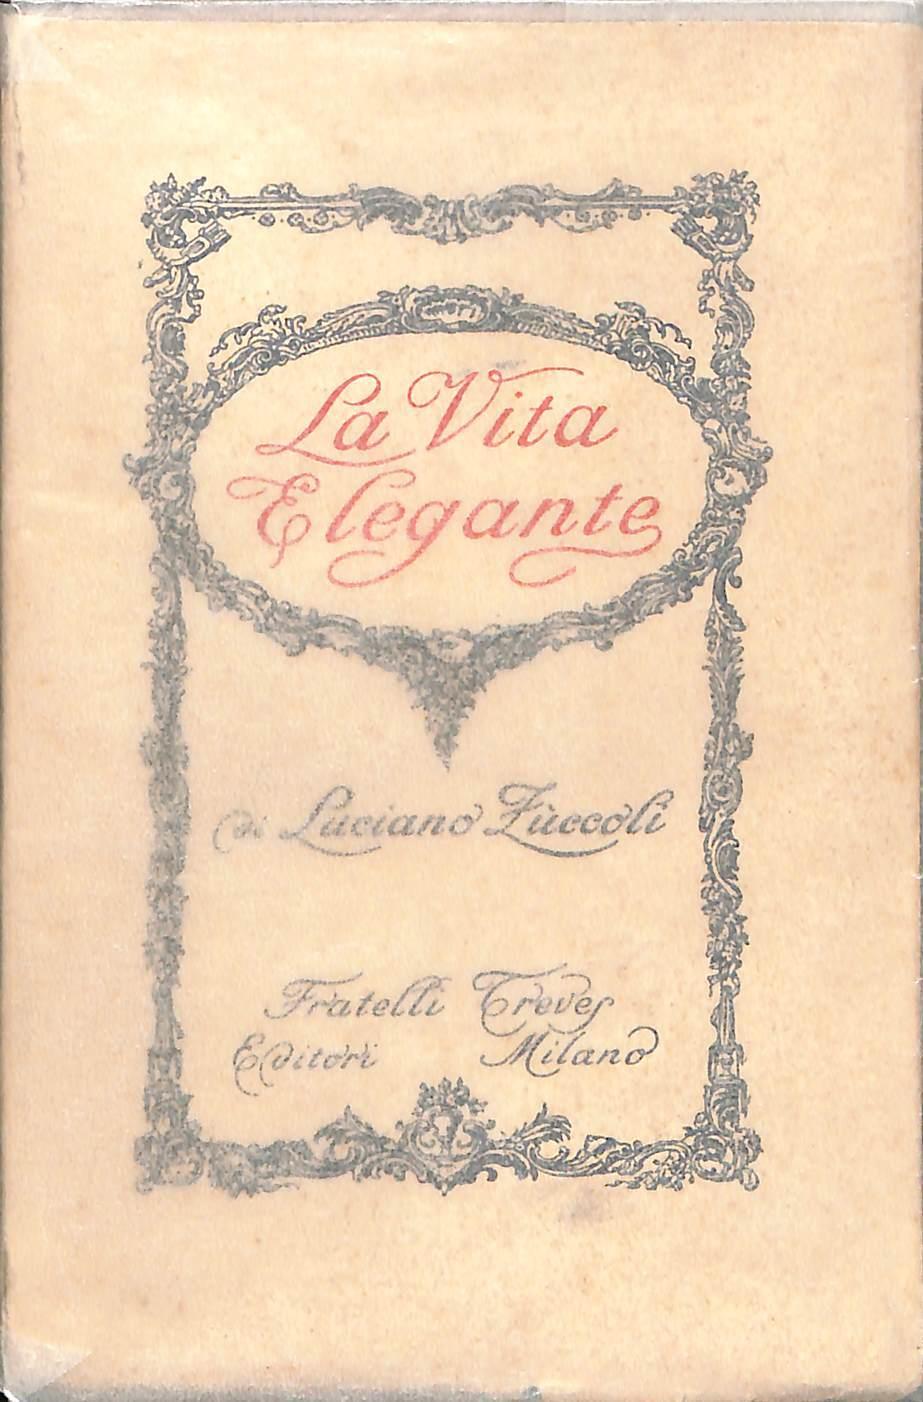 La Vita
Elegante
di Luciano Zùccoli
Fratelli Treves
Editori Milano